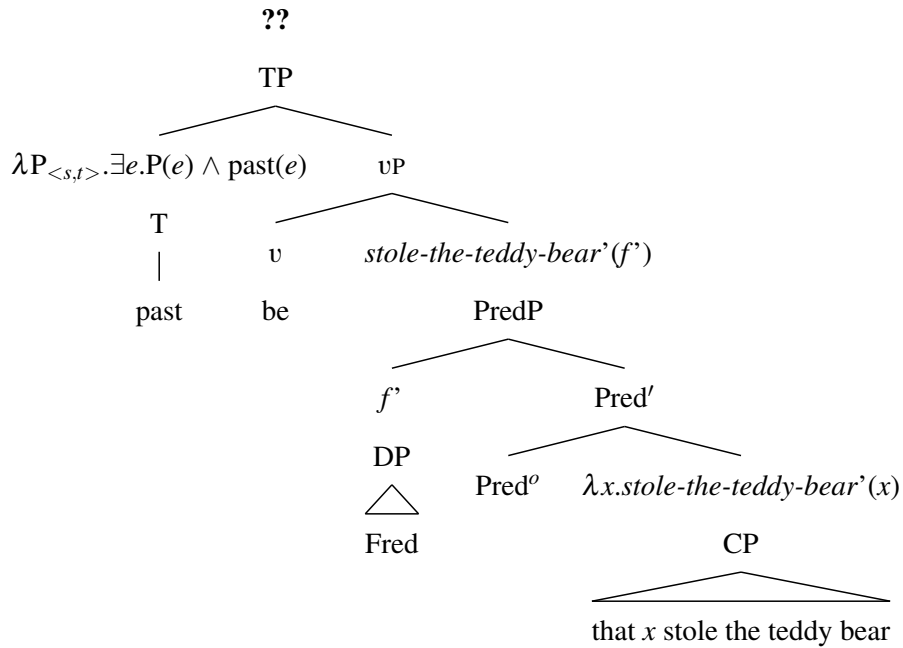 ??
TP
λP<s,t>.∃e.P(e) ∧ past(e) υP
T
υ stole-the-teddy-bear’(f’)
past be PredP
f’ Pred′
DP
Predᵒ λx.stole-the-teddy-bear’(x)
Fred CP
that x stole the teddy bear